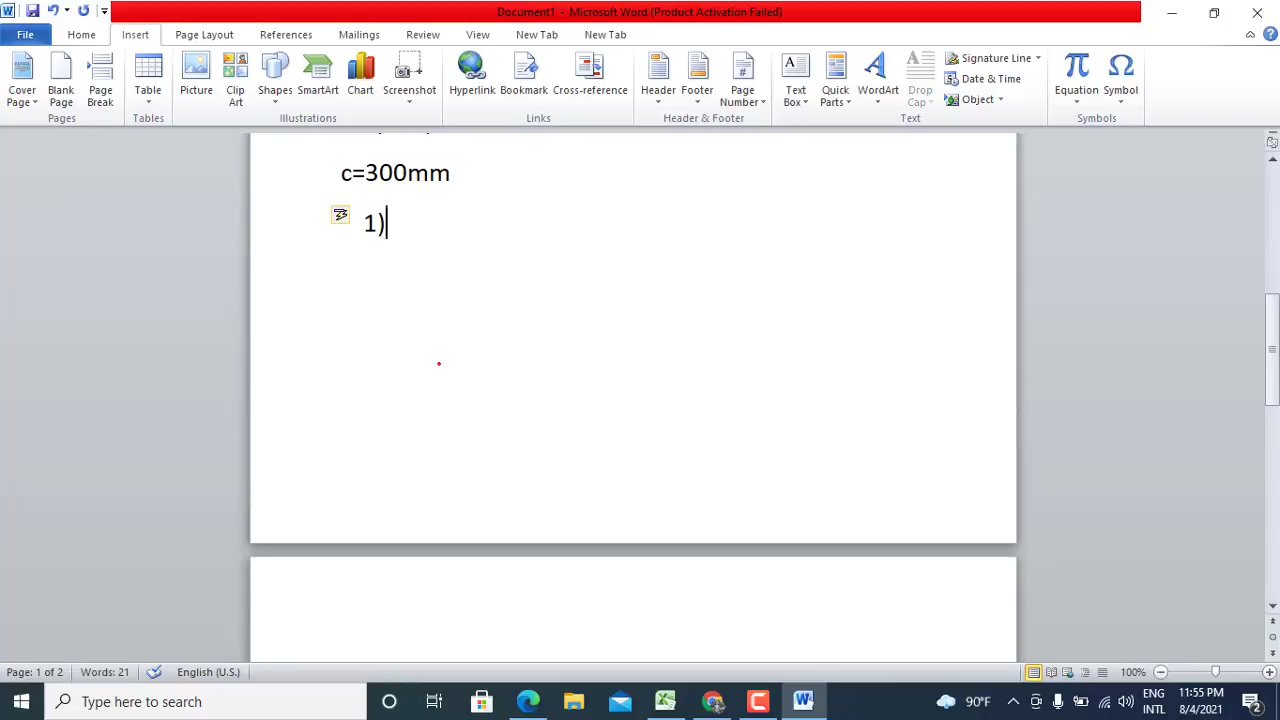 Document1 - Microsoft Word (Product Activation Failed)
File Home Insert Page Layout References Mailings Review View New Tab New Tab
Cover Page Blank Page Page Break Table Picture Clip Art Shapes SmartArt Chart Screenshot Hyperlink Bookmark Cross-reference Header Footer Page Number Text Box Quick Parts WordArt Drop Cap Signature Line Date & Time Object Equation Symbol
Pages Tables Illustrations Links Header & Footer Text Symbols
c=300mm
1)
Page: 1 of 2 Words: 21 English (U.S.) 100%
Type here to search 90°F ENG INTL 11:55 PM 8/4/2021 2